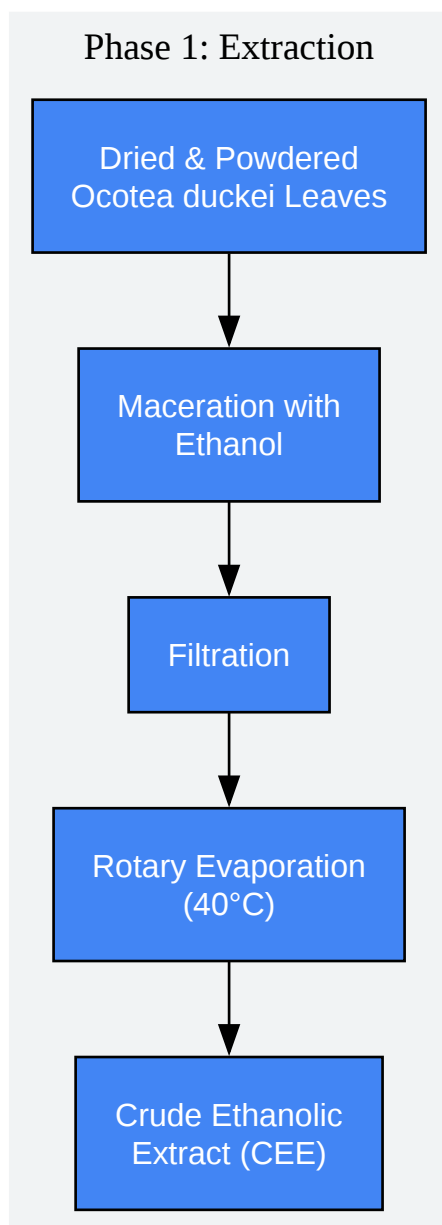 Phase 1: Extraction
Dried & Powdered
Ocotea duckei Leaves
Maceration with
Ethanol
Filtration
Rotary Evaporation
(40°C)
Crude Ethanolic
Extract (CEE)